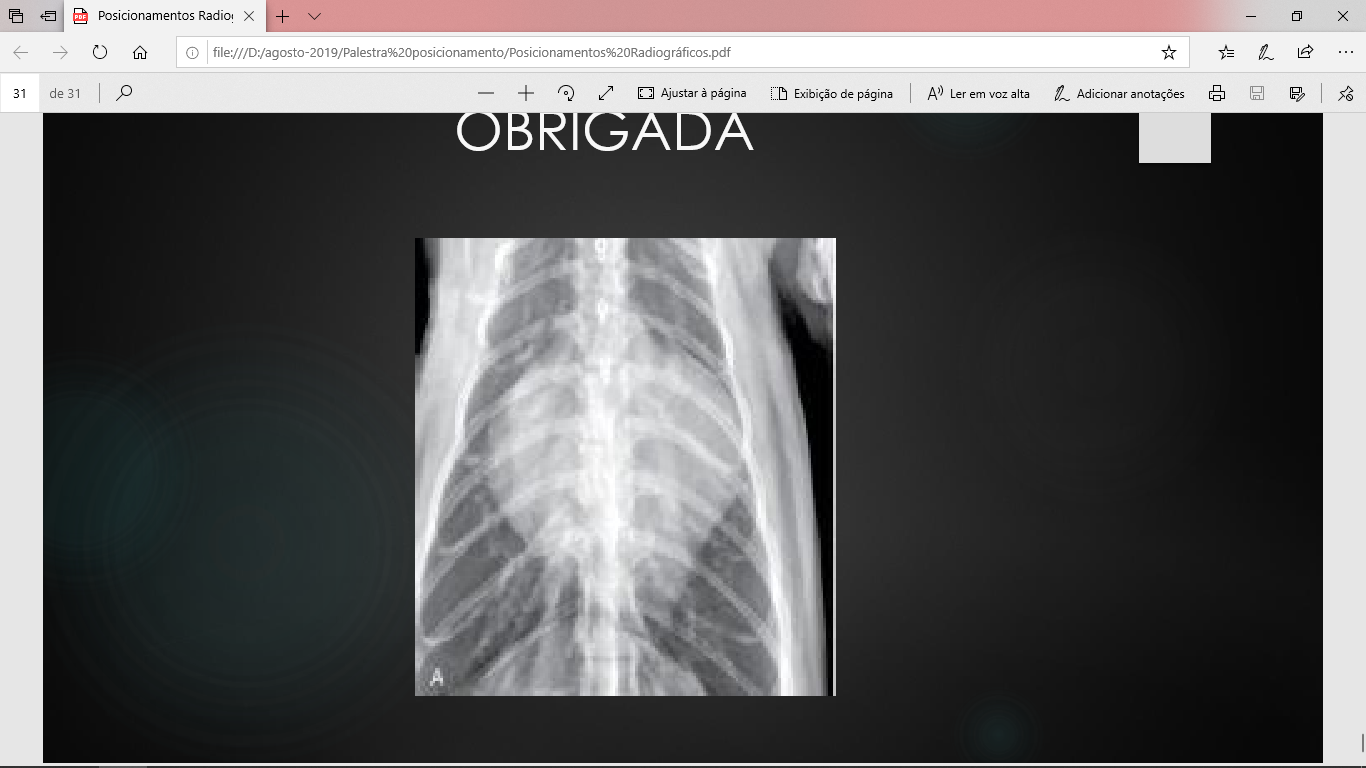 Posicionamentos Radiog
file:///D:/agosto-2019/Palestra%20posicionamento/Posicionamentos%20Radiográficos.pdf
31 de 31
Ajustar à página
Exibição de página
Ler em voz alta
Adicionar anotações
OBRIGADA
A